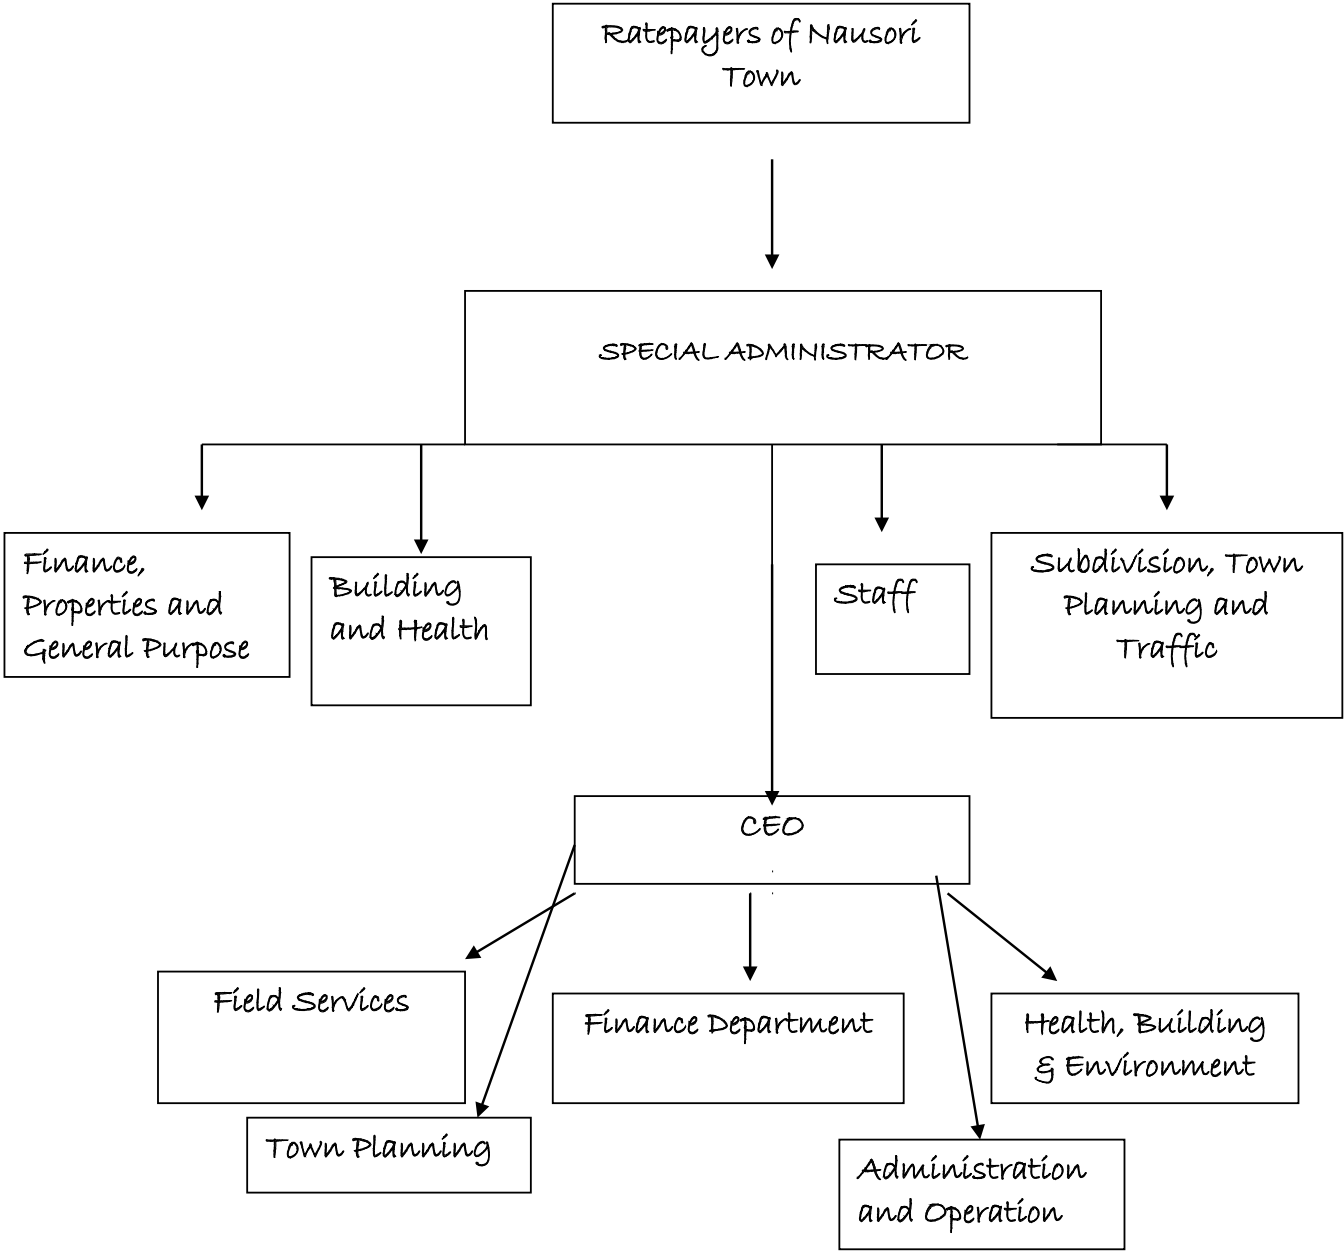 Ratepayers of Nausori
Town
SPECIAL ADMINISTRATOR
Finance,
Properties and
General Purpose
Building
and Health
Staff
Subdivision, Town
Planning and
Traffic
CEO
Field Services
Finance Department
Health, Building
& Environment
Town Planning
Administration
and Operation